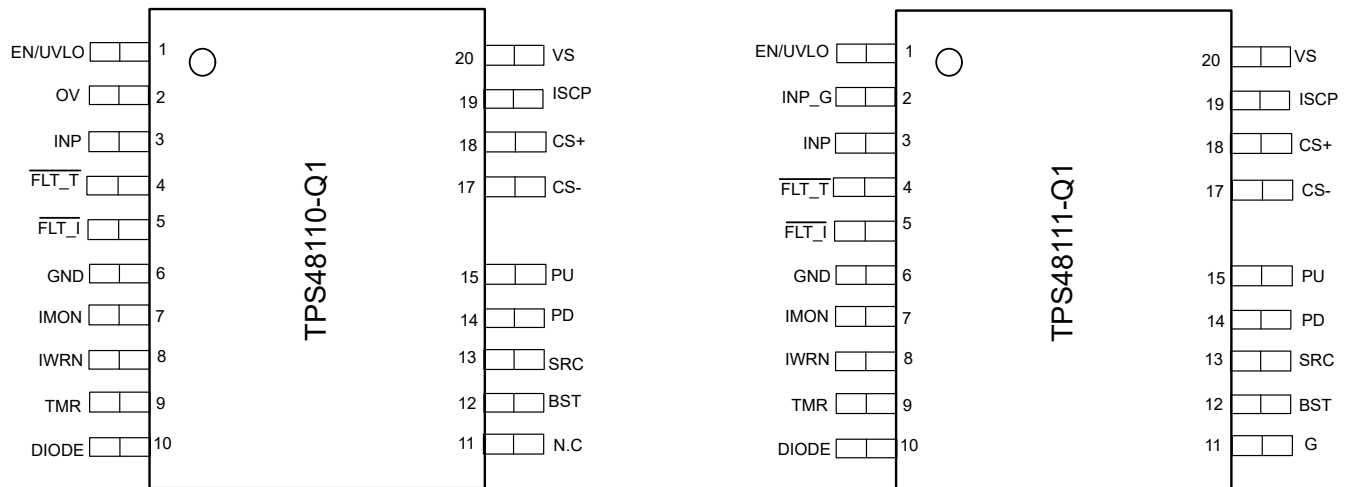 EN/UVLO 1 20 VS
OV 2 19 ISCP
INP 3 18 CS+
FLT_T 4 17 CS-
FLT_I 5
GND 6 15 PU
IMON 7 14 PD
IWRN 8 13 SRC
TMR 9 12 BST
DIODE 10 11 N.C
TPS48110-Q1
EN/UVLO 1 20 VS
INP_G 2 19 ISCP
INP 3 18 CS+
FLT_T 4 17 CS-
FLT_I 5
GND 6 15 PU
IMON 7 14 PD
IWRN 8 13 SRC
TMR 9 12 BST
DIODE 10 11 G
TPS48111-Q1